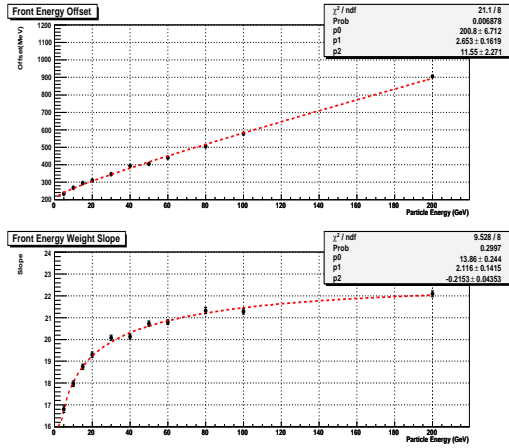 Front Energy Offset
χ² / ndf 21.1 / 8
Prob 0.006878
p0 200.8 ± 6.712
p1 2.653 ± 0.1619
p2 11.55 ± 2.271
Offset(MeV)
1200
1100
1000
900
800
700
600
500
400
300
200
0 20 40 60 80 100 120 140 160 180 200
Particle Energy (GeV)
Front Energy Weight Slope
χ² / ndf 9.528 / 8
Prob 0.2997
p0 13.86 ± 0.244
p1 2.116 ± 0.1415
p2 -0.2153 ± 0.04353
Slope
24
23
22
21
20
19
18
17
16
0 20 40 60 80 100 120 140 160 180 200
Particle Energy (GeV)